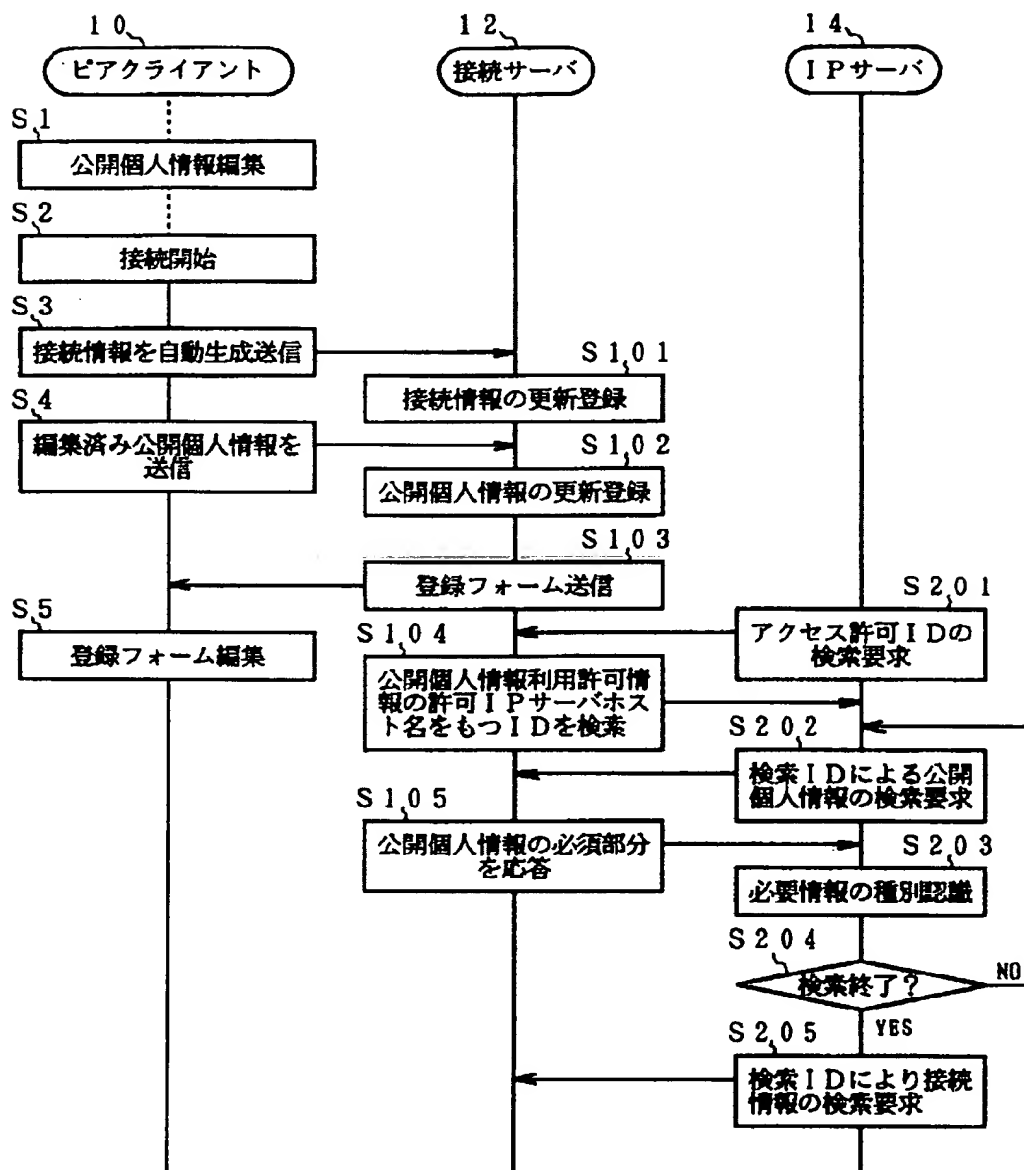 10
12
14
ピアクライアント
接続サーバ
IPサーバ
S1
公開個人情報編集
S2
接続開始
S3
接続情報を自動生成送信
S101
接続情報の更新登録
S4
編集済み公開個人情報を
送信
S102
公開個人情報の更新登録
S103
登録フォーム送信
S201
アクセス許可IDの
検索要求
S5
登録フォーム編集
S104
公開個人情報利用許可情
報の許可IPサーバホス
ト名をもつIDを検索
S202
検索IDによる公開
個人情報の検索要求
S105
公開個人情報の必須部分
を応答
S203
必要情報の種別認識
S204
検索終了?
NO
YES
S205
検索IDにより接続
情報の検索要求